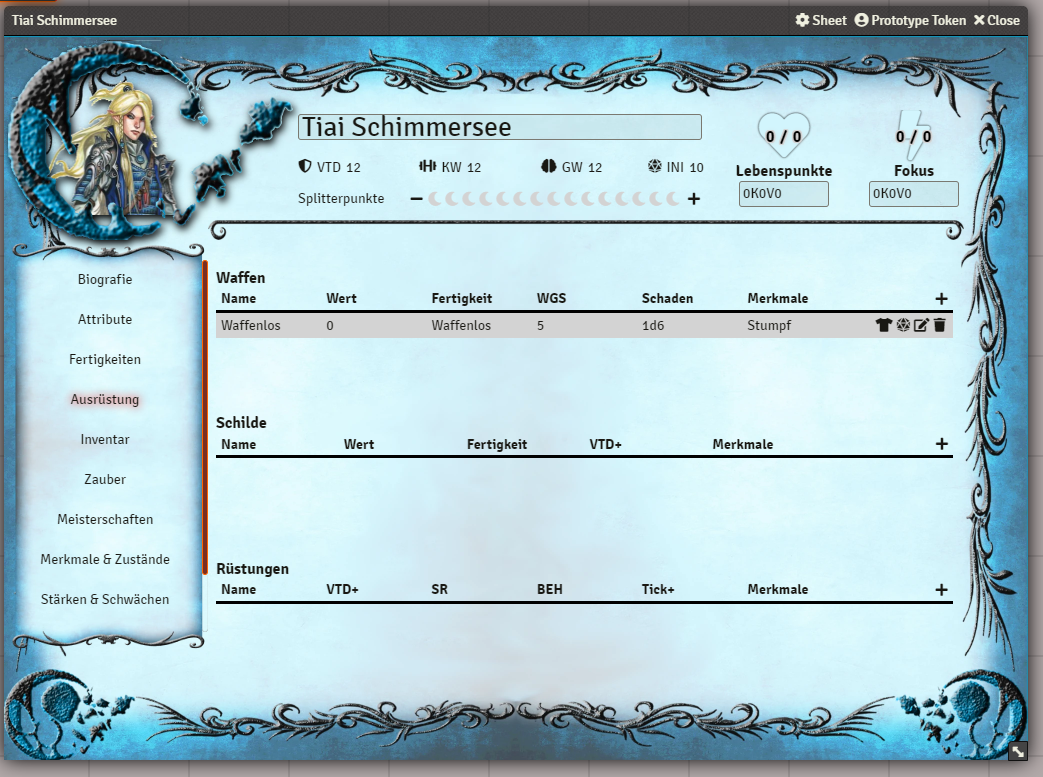 Tiai Schimmersee Sheet Prototype Token Close
Tiai Schimmersee
0 / 0 0 / 0
VTD 12 KW 12 GW 12 INI 10
Lebenspunkte Fokus
Splitterpunkte
0K0V0 0K0V0
Biografie
Attribute
Fertigkeiten
Ausrüstung
Inventar
Zauber
Meisterschaften
Merkmale & Zustände
Stärken & Schwächen
Waffen
Name Wert Fertigkeit WGS Schaden Merkmale +
Waffenlos 0 Waffenlos 5 1d6 Stumpf
Schilde
Name Wert Fertigkeit VTD+ Merkmale +
Rüstungen
Name VTD+ SR BEH Tick+ Merkmale +